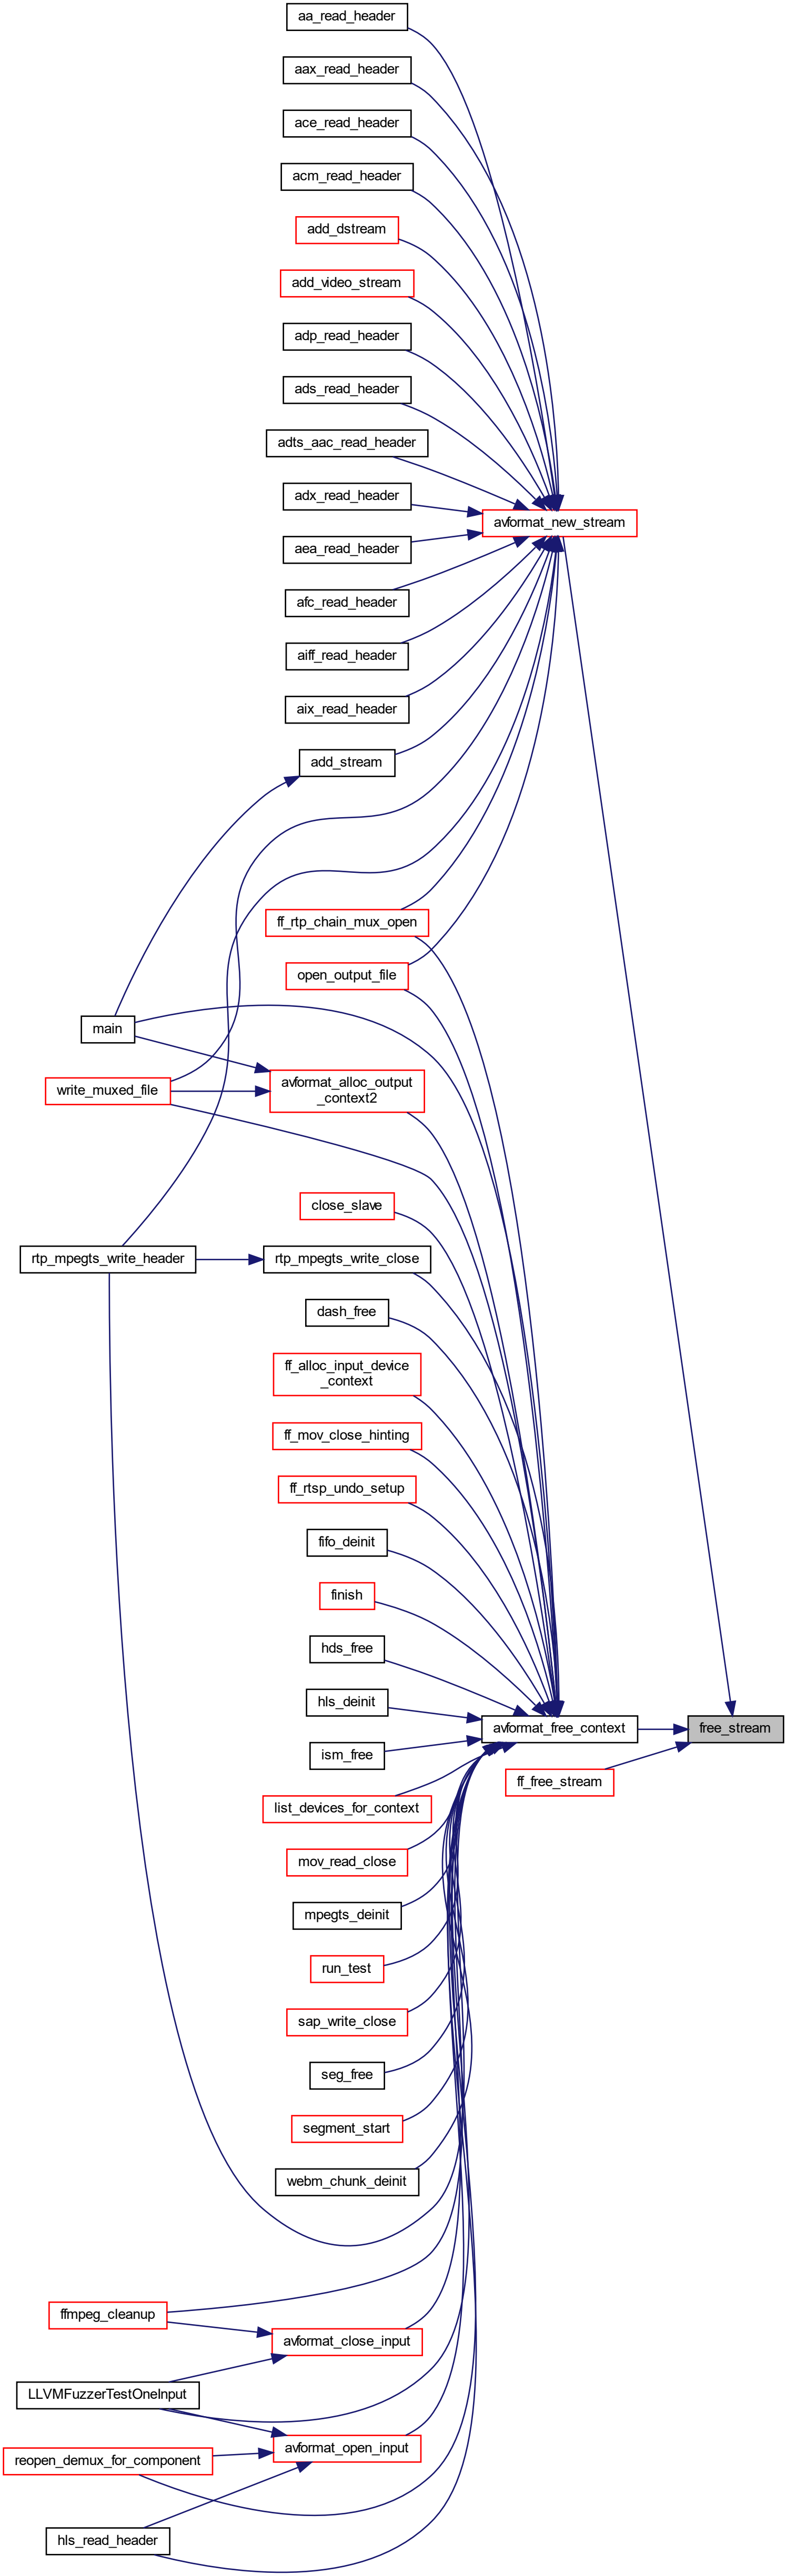 aa_read_header
aax_read_header
ace_read_header
acm_read_header
add_dstream
add_video_stream
adp_read_header
ads_read_header
adts_aac_read_header
adx_read_header
avformat_new_stream
aea_read_header
afc_read_header
aiff_read_header
aix_read_header
add_stream
ff_rtp_chain_mux_open
open_output_file
main
write_muxed_file
avformat_alloc_output
_context2
close_slave
rtp_mpegts_write_header
rtp_mpegts_write_close
dash_free
ff_alloc_input_device
_context
ff_mov_close_hinting
ff_rtsp_undo_setup
fifo_deinit
finish
hds_free
hls_deinit
avformat_free_context
free_stream
ism_free
ff_free_stream
list_devices_for_context
mov_read_close
mpegts_deinit
run_test
sap_write_close
seg_free
segment_start
webm_chunk_deinit
ffmpeg_cleanup
avformat_close_input
LLVMFuzzerTestOneInput
avformat_open_input
reopen_demux_for_component
hls_read_header